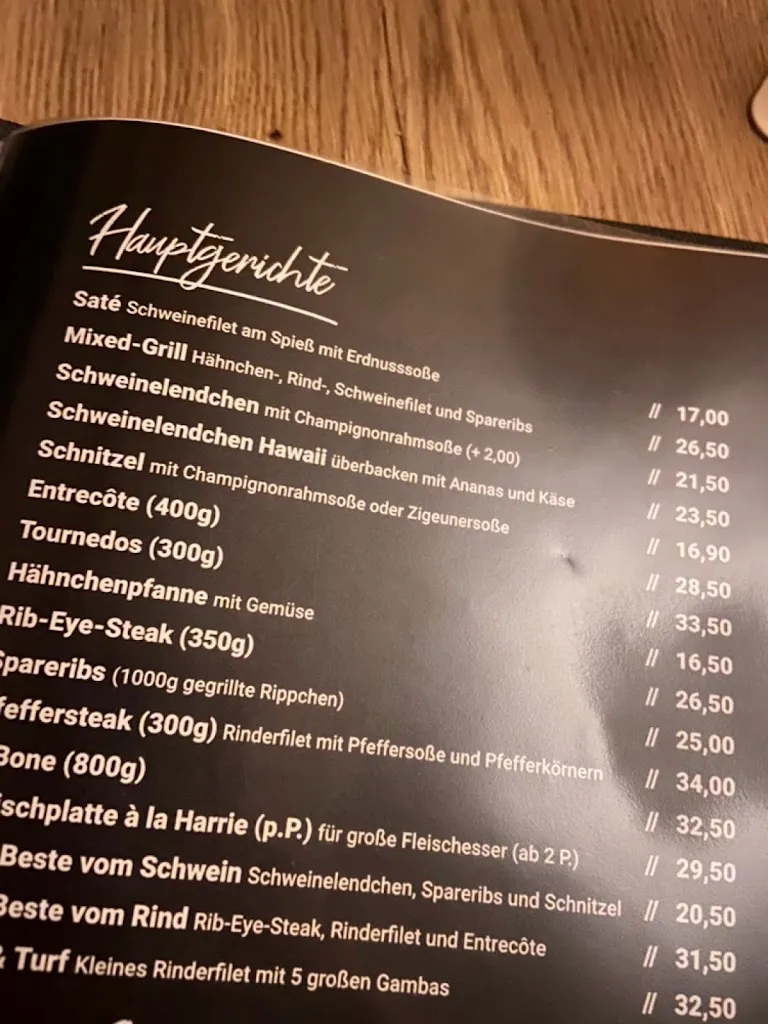 Hauptgerichte
Saté Schweinefilet am Spieß mit Erdnusssoße // 17,00
Mixed-Grill Hähnchen-, Rind-, Schweinefilet und Spareribs // 26,50
Schweinelendchen mit Champignonrahmsoße (+ 2,00) // 21,50
Schweinelendchen Hawaii überbacken mit Ananas und Käse // 23,50
Schnitzel mit Champignonrahmsoße oder Zigeunersoße // 16,90
Entrecôte (400g) // 28,50
Tournedos (300g) // 33,50
Hähnchenpfanne mit Gemüse // 16,50
Rib-Eye-Steak (350g) // 26,50
Spareribs (1000g gegrillte Rippchen) // 25,00
feffersteak (300g) Rinderfilet mit Pfeffersoße und Pfefferkörnern // 34,00
Bone (800g) // 32,50
ischplatte à la Harrie (p.P.) für große Fleischesser (ab 2 P.) // 29,50
Beste vom Schwein Schweinelendchen, Spareribs und Schnitzel // 20,50
Beste vom Rind Rib-Eye-Steak, Rinderfilet und Entrecôte // 31,50
& Turf Kleines Rinderfilet mit 5 großen Gambas // 32,50